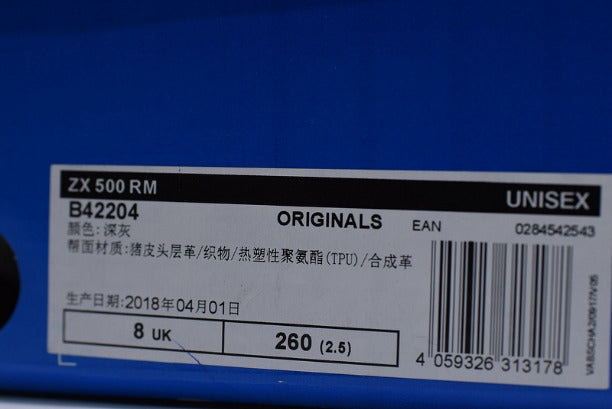 ZX 500 RM
UNISEX
B42204
ORIGINALS
EAN
0284542543
颜色:深灰
帮面材质:猪皮头层革/织物/热塑性聚氨酯(TPU)/合成革
生产日期:2018年04月01日
8 UK
260 (2.5)
4 059326 313178